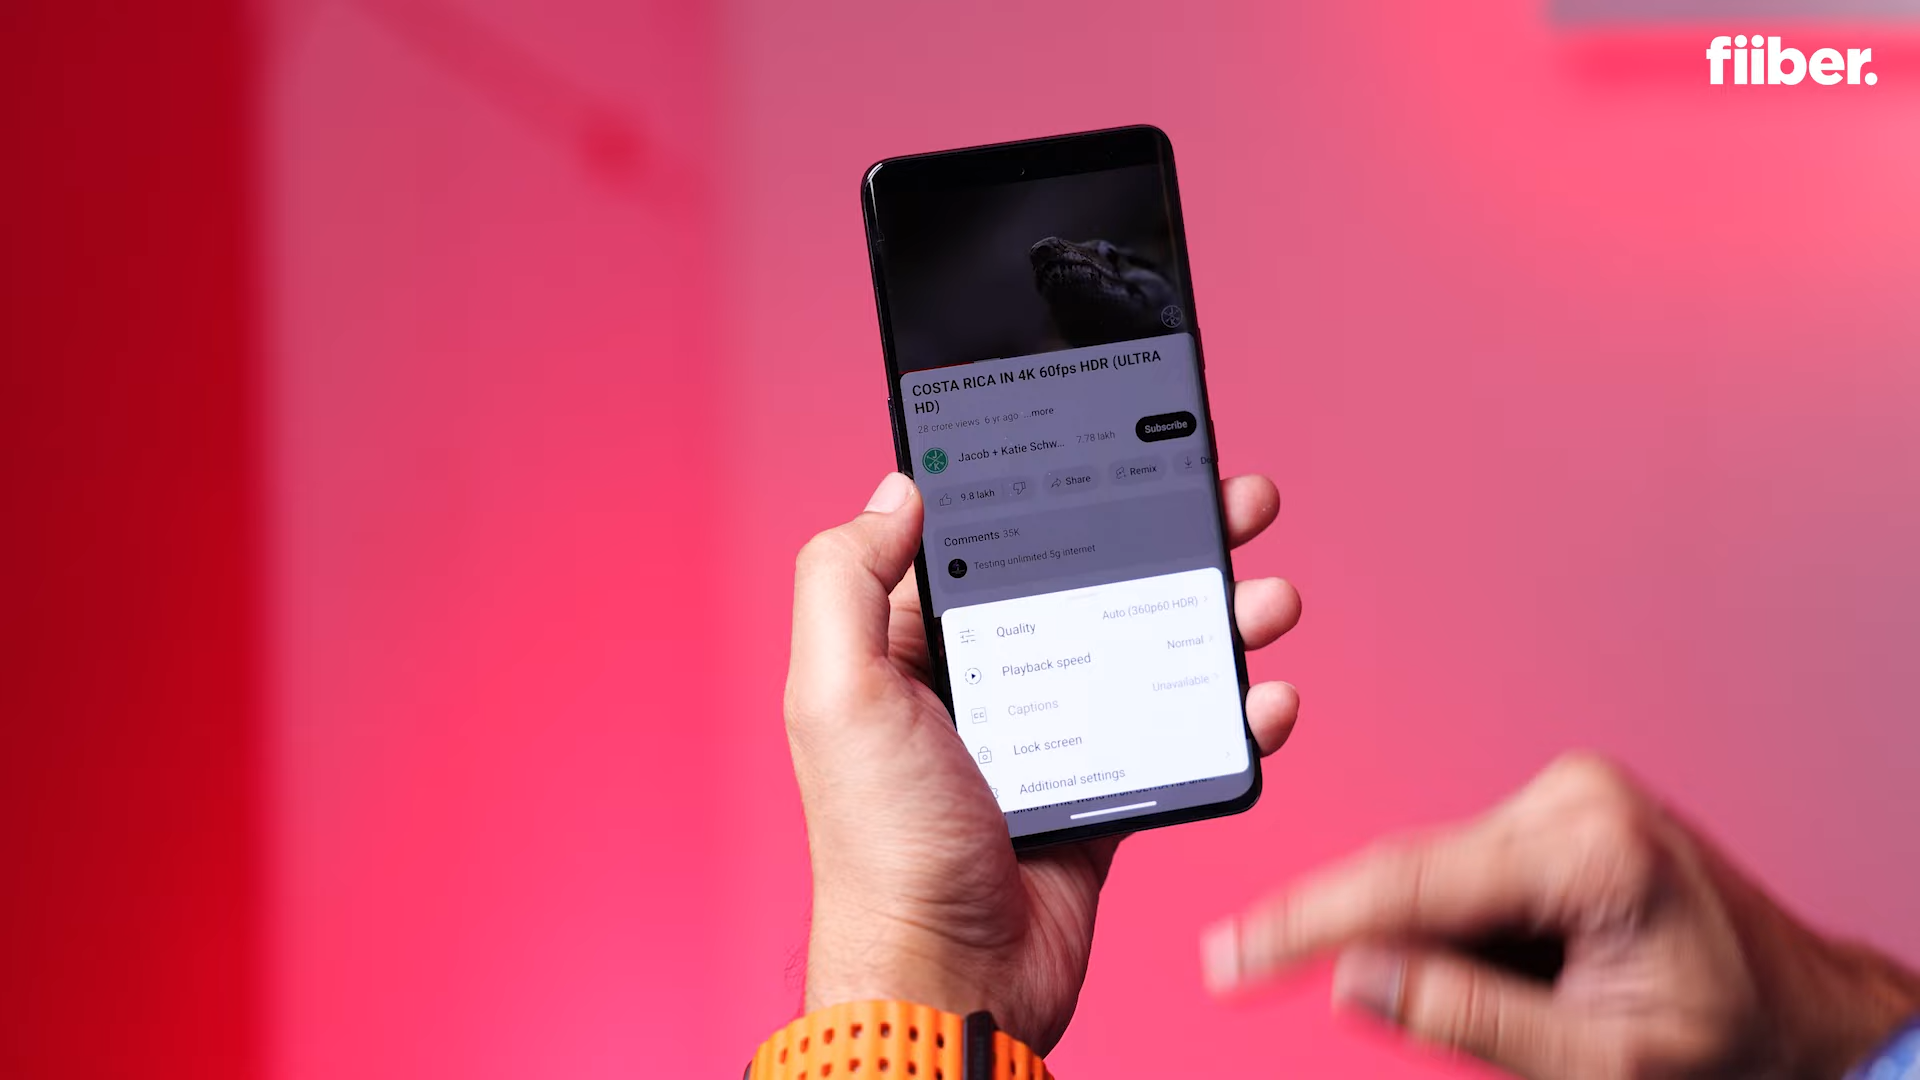 fiiber.
COSTA RICA IN 4K 60fps HDR (ULTRA
HD)
28 crore views 6 yr ago ...more
Jacob + Katie Schw... 7.78 lakh Subscribe
9.8 lakh Share Remix Do
Comments 35K
Testing unlimited 5g internet
Quality Auto (360p60 HDR)
Playback speed Normal
CC Captions Unavailable
Lock screen
Additional settings